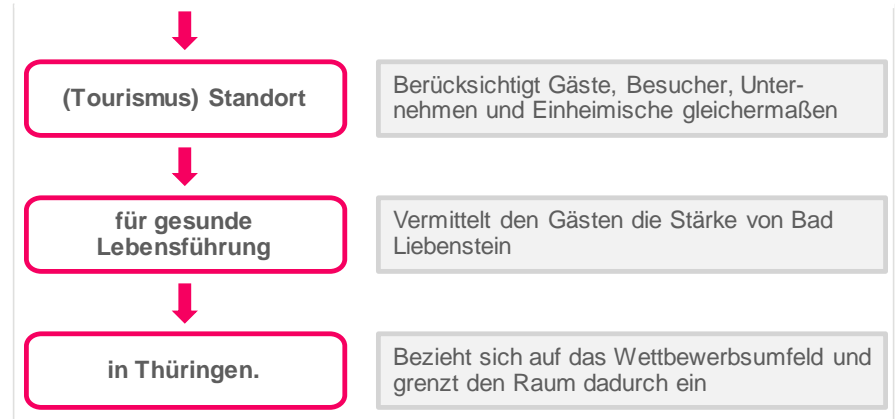 (Tourismus) Standort
Berücksichtigt Gäste, Besucher, Unter-
nehmen und Einheimische gleichermaßen
für gesunde
Lebensführung
Vermittelt den Gästen die Stärke von Bad
Liebenstein
in Thüringen.
Bezieht sich auf das Wettbewerbsumfeld und
grenzt den Raum dadurch ein